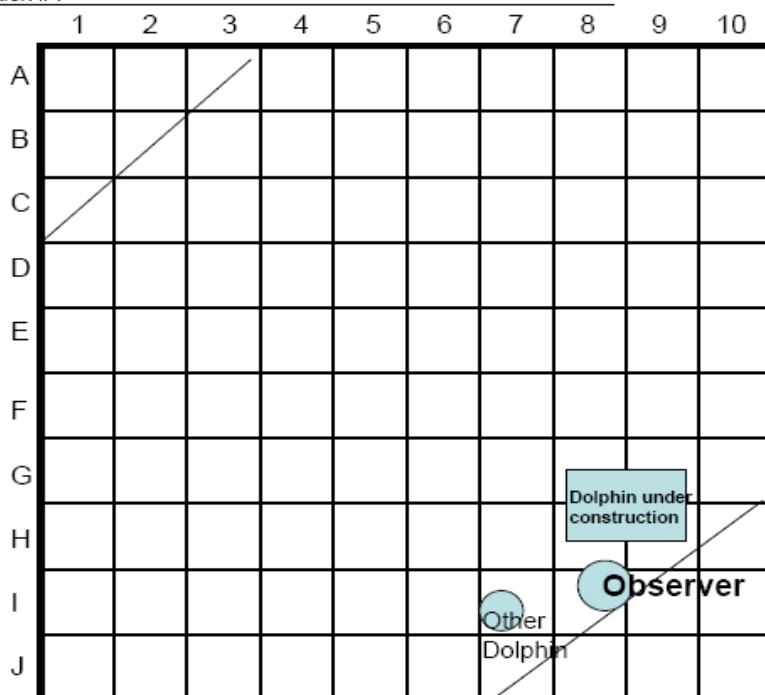 1 2 3 4 5 6 7 8 9 10
A
B
C
D
E
F
G
Dolphin under
construction
H
Observer
I
Other
Dolphin
J